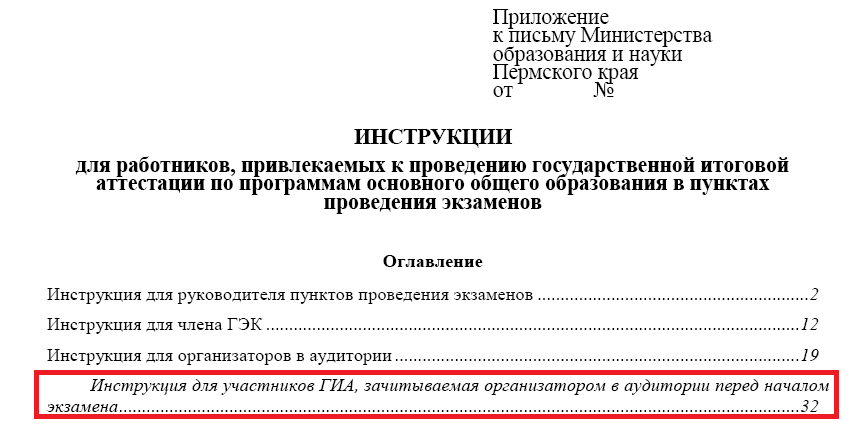 Приложение
к письму Министерства
образования и науки
Пермского края
от №
ИНСТРУКЦИИ
для работников, привлекаемых к проведению государственной итоговой
аттестации по программам основного общего образования в пунктах
проведения экзаменов
Оглавление
Инструкция для руководителя пунктов проведения экзаменов ............................................................2
Инструкция для члена ГЭК ......................................................................................................................12
Инструкция для организаторов в аудитории ..........................................................................................19
Инструкция для участников ГИА, зачитываемая организатором в аудитории перед началом
экзамена......................................................................................................................................................32